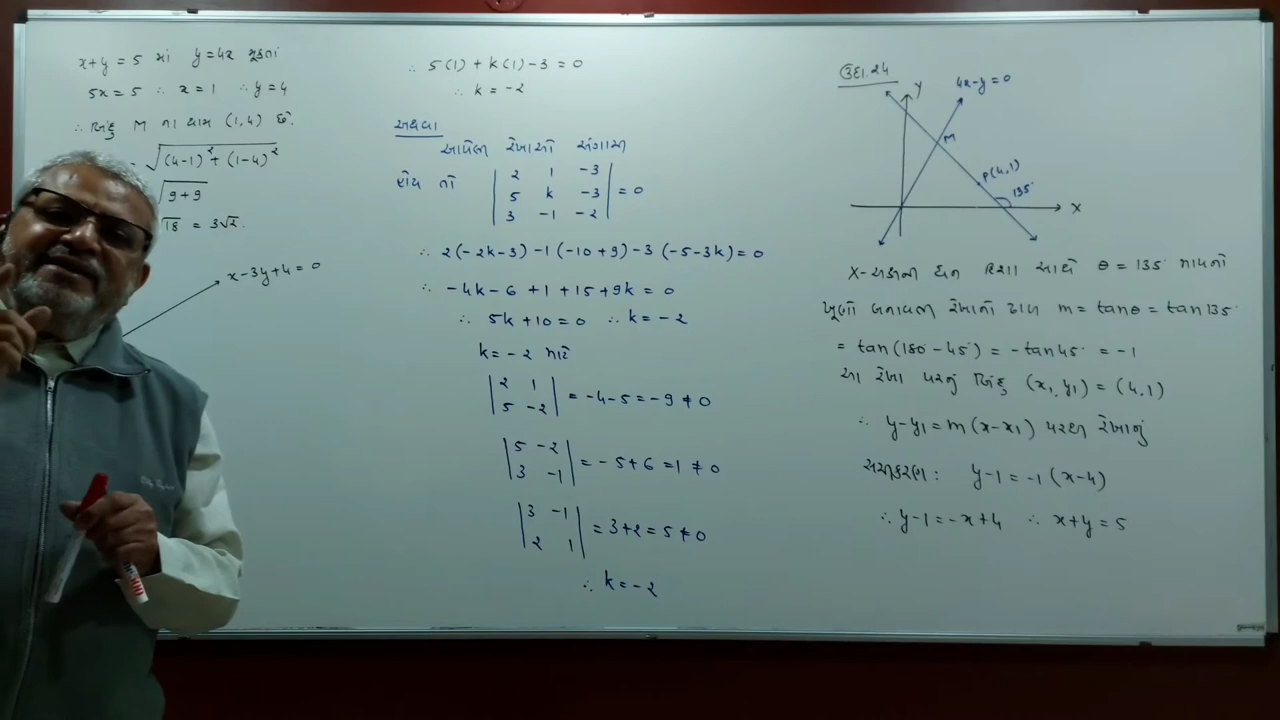 x+y=5 માં y=4x મૂકતાં
5x=5 ∴ x=1 ∴ y=4
∴ બિંદુ M ના યામ (1,4) છે.
= √((4-1)²+(1-4)²)
√(9+9)
√18 = 3√2.
x-3y+4=0
∴ 5(1)+k(1)-3=0
∴ k=-2
અથવા
આપેલી રેખાઓ સંગામી
હોય તો
| 2 1 -3 |
| 5 k -3 | =0
| 3 -1 -2 |
∴ 2(-2k-3)-1(-10+9)-3(-5-3k)=0
∴ -4k-6+1+15+9k=0
∴ 5k+10=0 ∴ k=-2
k=-2 માટે
| 2 1 |
| 5 -2 | = -4-5=-9≠0
| 5 -2 |
| 3 -1 | = -5+6=1≠0
| 3 -1 |
| 2 1 | = 3+2=5≠0
∴ k=-2
ઉદા.24
Y
4x-y=0
M
P(4,1)
135°
X
X-અક્ષની ધન દિશા સાથે θ=135° માપનો
ખૂણો બનાવતી રેખાનો ઢાળ m=tanθ=tan135°
=tan(180°-45°)=-tan45°=-1
આ રેખા પરનું બિંદુ (x₁,y₁)=(4,1)
∴ y-y₁=m(x-x₁) પરથી રેખાનું
સમીકરણ: y-1=-1(x-4)
∴ y-1=-x+4 ∴ x+y=5